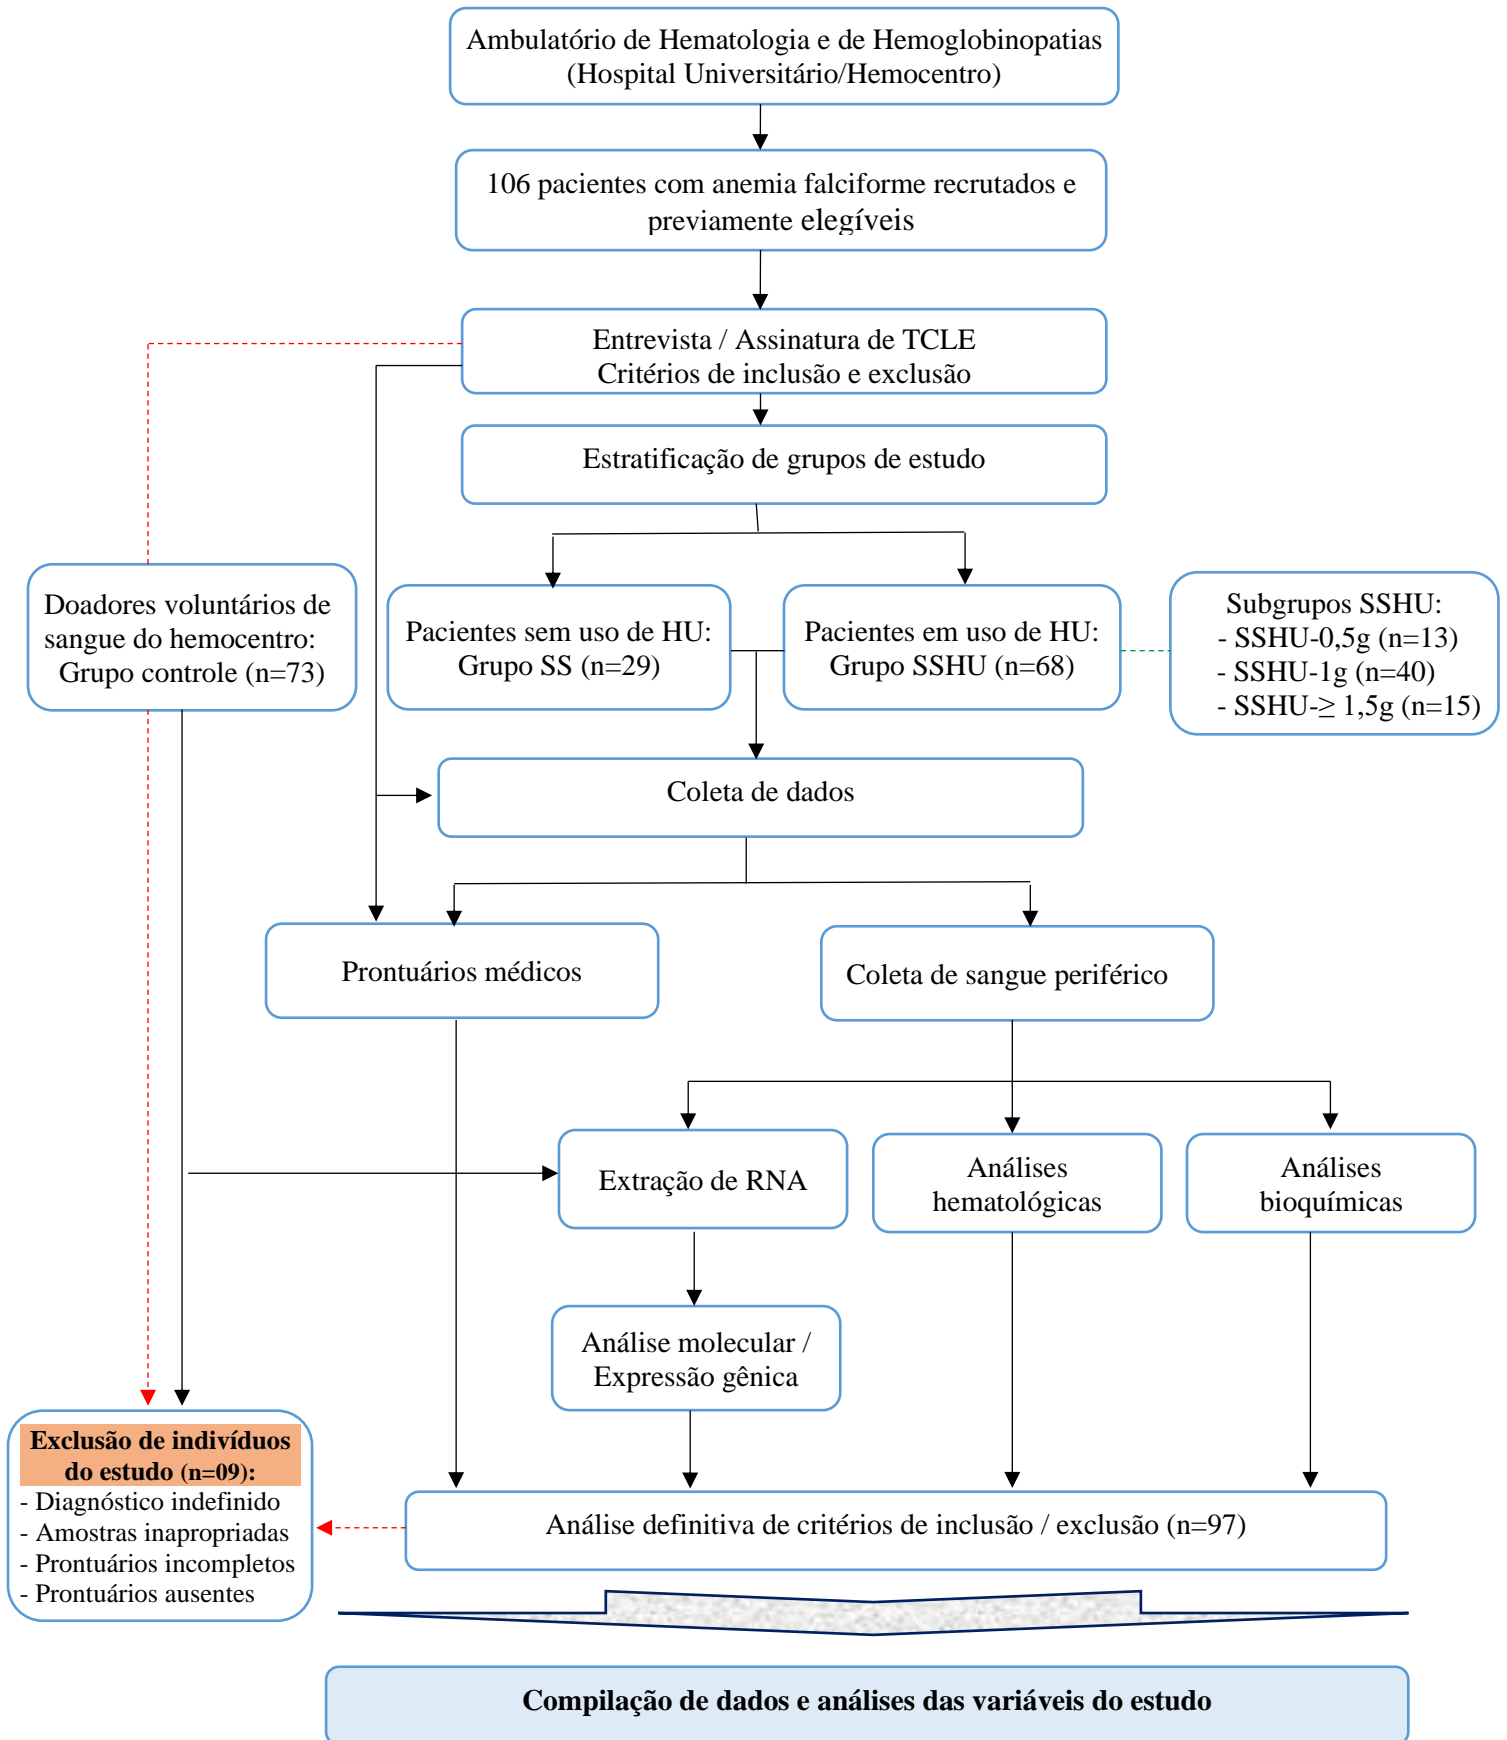 Ambulatório de Hematologia e de Hemoglobinopatias
(Hospital Universitário/Hemocentro)
106 pacientes com anemia falciforme recrutados e
previamente elegíveis
Entrevista / Assinatura de TCLE
Critérios de inclusão e exclusão
Estratificação de grupos de estudo
Doadores voluntários de
sangue do hemocentro:
Grupo controle (n=73)
Pacientes sem uso de HU:
Grupo SS (n=29)
Pacientes em uso de HU:
Grupo SSHU (n=68)
Subgrupos SSHU:
- SSHU-0,5g (n=13)
- SSHU-1g (n=40)
- SSHU-≥ 1,5g (n=15)
Coleta de dados
Prontuários médicos
Coleta de sangue periférico
Extração de RNA
Análises
hematológicas
Análises
bioquímicas
Análise molecular /
Expressão gênica
Exclusão de indivíduos
do estudo (n=09):
- Diagnóstico indefinido
- Amostras inapropriadas
- Prontuários incompletos
- Prontuários ausentes
Análise definitiva de critérios de inclusão / exclusão (n=97)
Compilação de dados e análises das variáveis do estudo